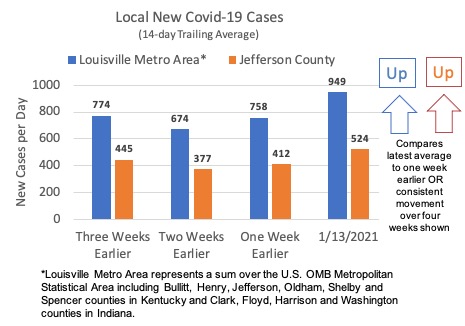 Local New Covid-19 Cases
(14-day Trailing Average)
Louisville Metro Area* Jefferson County
New Cases per Day
1000
800
600
400
200
0
774
445
674
377
758
412
949
524
Three Weeks Earlier
Two Weeks Earlier
One Week Earlier
1/13/2021
Up Up
Compares
latest average
to one week
earlier OR
consistent
movement
over four
weeks shown
*Louisville Metro Area represents a sum over the U.S. OMB Metropolitan
Statistical Area including Bullitt, Henry, Jefferson, Oldham, Shelby and
Spencer counties in Kentucky and Clark, Floyd, Harrison and Washington
counties in Indiana.